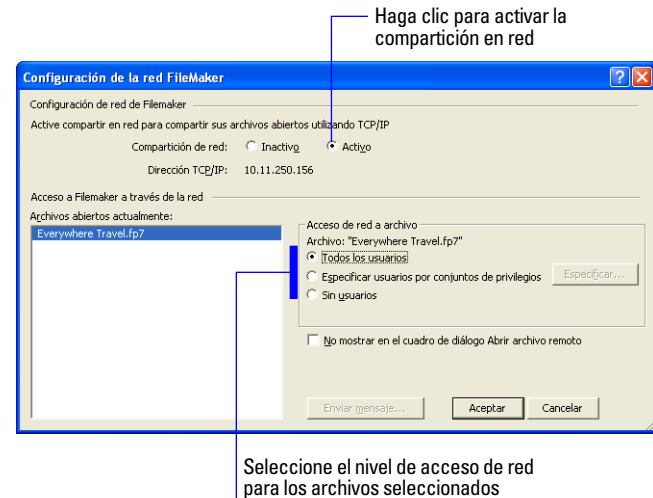 Haga clic para activar la
compartición en red
Configuración de la red FileMaker
Configuración de red de Filemaker
Active compartir en red para compartir sus archivos abiertos utilizando TCP/IP
Compartición de red: Inactivo Activo
Dirección TCP/IP: 10.11.250.156
Acceso a Filemaker a través de la red
Archivos abiertos actualmente:
Everywhere Travel.fp7
Acceso de red a archivo
Archivo: "Everywhere Travel.fp7"
Todos los usuarios
Especificar usuarios por conjuntos de privilegios Especificar...
Sin usuarios
No mostrar en el cuadro de diálogo Abrir archivo remoto
Enviar mensaje... Aceptar Cancelar
Seleccione el nivel de acceso de red
para los archivos seleccionados